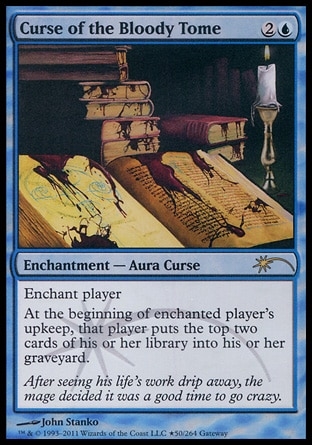 Curse of the Bloody Tome 2
Enchantment — Aura Curse
Enchant player
At the beginning of enchanted player's
upkeep, that player puts the top two
cards of his or her library into his or her
graveyard.
After seeing his life's work drip away, the
mage decided it was a good time to go crazy.
John Stanko
™ & © 1993–2011 Wizards of the Coast LLC ★50/264 Gateway